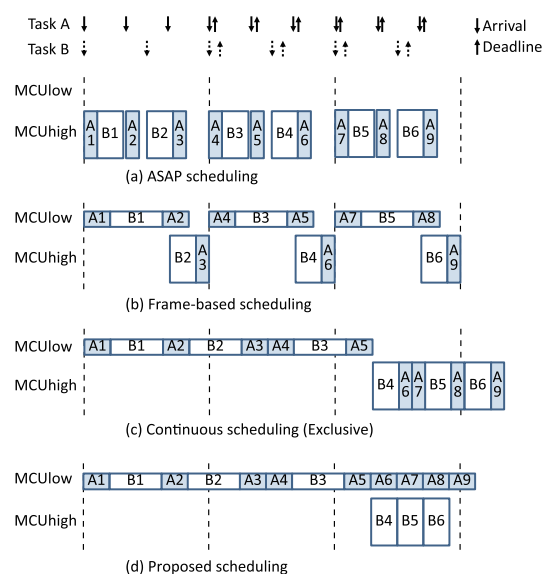 Task A
Arrival
Task B
Deadline
MCUlow
MCUhigh
A1 B1 A2 B2 A3 A4 B3 A5 B4 A6 A7 B5 A8 B6 A9
(a) ASAP scheduling
MCUlow
A1 B1 A2 A4 B3 A5 A7 B5 A8
MCUhigh
B2 A3 B4 A6 B6 A9
(b) Frame-based scheduling
MCUlow
A1 B1 A2 B2 A3 A4 B3 A5
MCUhigh
B4 A6 A7 B5 A8 B6 A9
(c) Continuous scheduling (Exclusive)
MCUlow
A1 B1 A2 B2 A3 A4 B3 A5 A6 A7 A8 A9
MCUhigh
B4 B5 B6
(d) Proposed scheduling